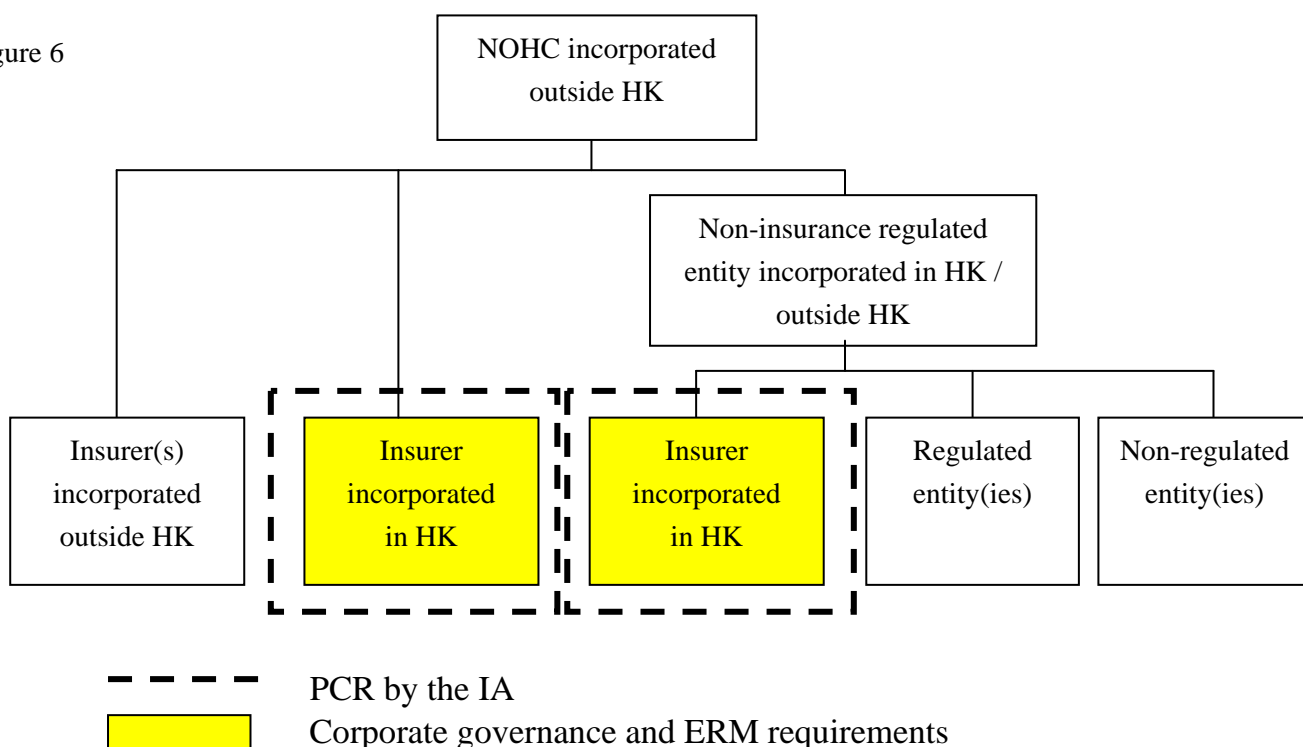 gure 6
NOHC incorporated
outside HK
Non-insurance regulated
entity incorporated in HK /
outside HK
Insurer(s)
incorporated
outside HK
Insurer
incorporated
in HK
Insurer
incorporated
in HK
Regulated
entity(ies)
Non-regulated
entity(ies)
PCR by the IA
Corporate governance and ERM requirements